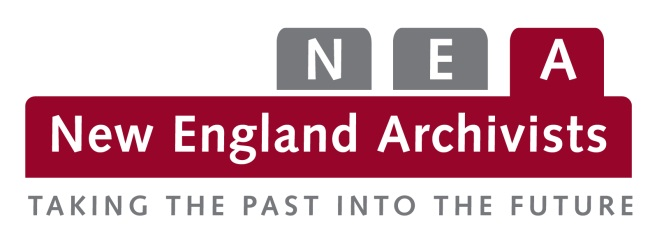 N E A
New England Archivists
TAKING THE PAST INTO THE FUTURE